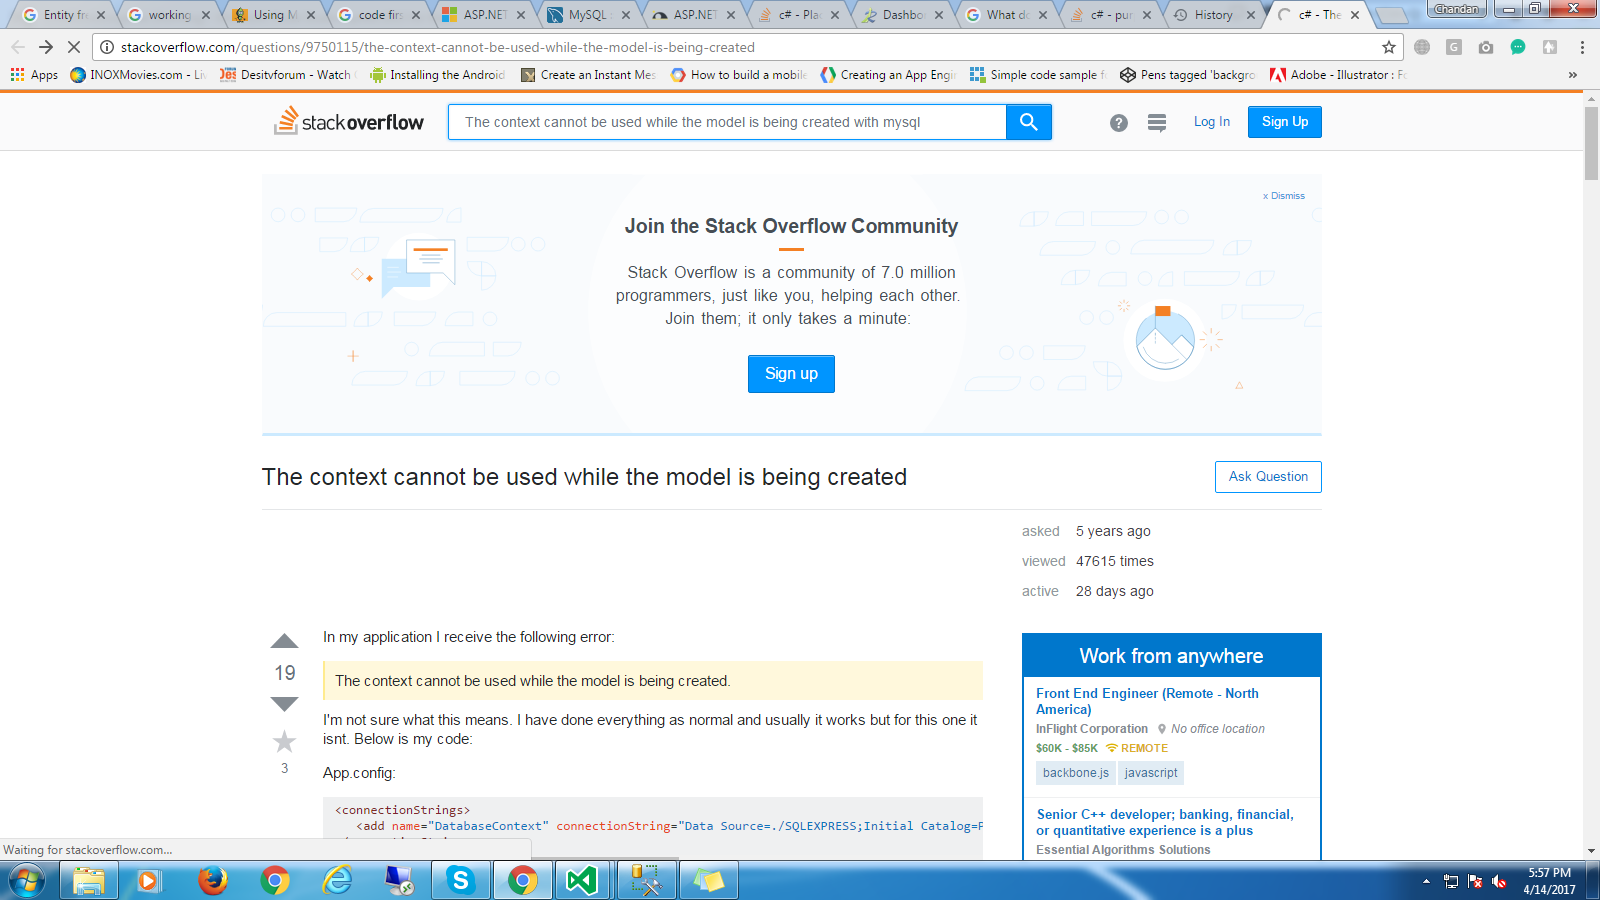 Entity fr
working
Using M
code firs
ASP.NET
MySQL
ASP.NET
c# - Pla
Dashbo
What do
c# - pur
History
c# - The
Chandan
stackoverflow.com/questions/9750115/the-context-cannot-be-used-while-the-model-is-being-created
Apps
INOXMovies.com - Li
Desitvforum - Watch
Installing the Android
Create an Instant Mes
How to build a mobile
Creating an App Engi
Simple code sample f
Pens tagged 'backgro
Adobe - Illustrator : Fo
»
stackoverflow
The context cannot be used while the model is being created with mysql
Log In
Sign Up
x Dismiss
Join the Stack Overflow Community
Stack Overflow is a community of 7.0 million
programmers, just like you, helping each other.
Join them; it only takes a minute:
Sign up
The context cannot be used while the model is being created
Ask Question
asked 5 years ago
viewed 47615 times
active 28 days ago
In my application I receive the following error:
19
The context cannot be used while the model is being created.
I'm not sure what this means. I have done everything as normal and usually it works but for this one it
isnt. Below is my code:
3
App.config:
<connectionStrings>
<add name="DatabaseContext" connectionString="Data Source=./SQLEXPRESS;Initial Catalog=P
Work from anywhere
Front End Engineer (Remote - North
America)
InFlight Corporation No office location
$60K - $85K REMOTE
backbone.js javascript
Senior C++ developer; banking, financial,
or quantitative experience is a plus
Essential Algorithms Solutions
Waiting for stackoverflow.com...
5:57 PM
4/14/2017